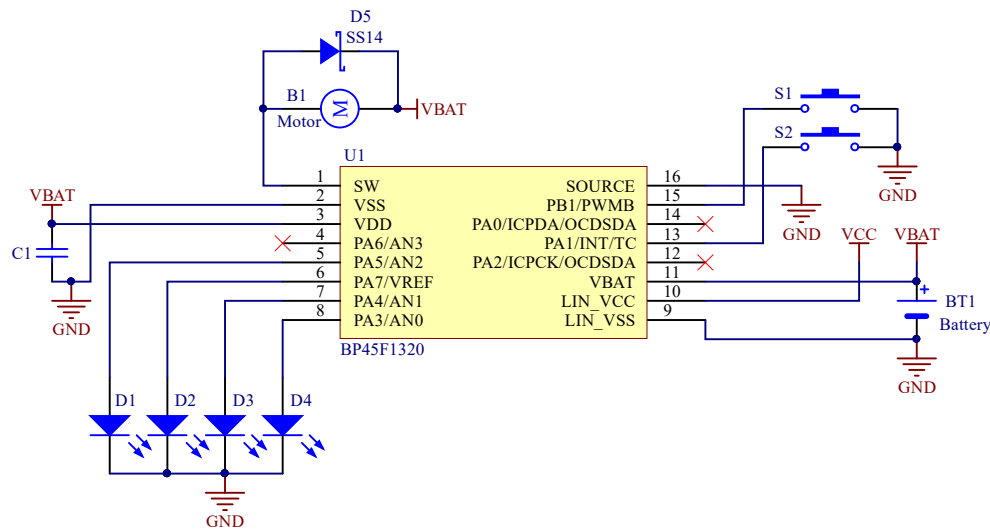 D5
SS14
B1
Motor
M
VBAT
S1
S2
GND
U1
1 SW SOURCE 16
2 VSS PB1/PWMB 15
3 VDD PA0/ICPDA/OCDSDA 14
4 PA6/AN3 PA1/INT/TC 13
5 PA5/AN2 PA2/ICPCK/OCDSDA 12
6 PA7/VREF VBAT 11
7 PA4/AN1 LIN_VCC 10
8 PA3/AN0 LIN_VSS 9
BP45F1320
VBAT
C1
GND
GND
VCC VBAT
+
BT1
Battery
GND
D1 D2 D3 D4
GND